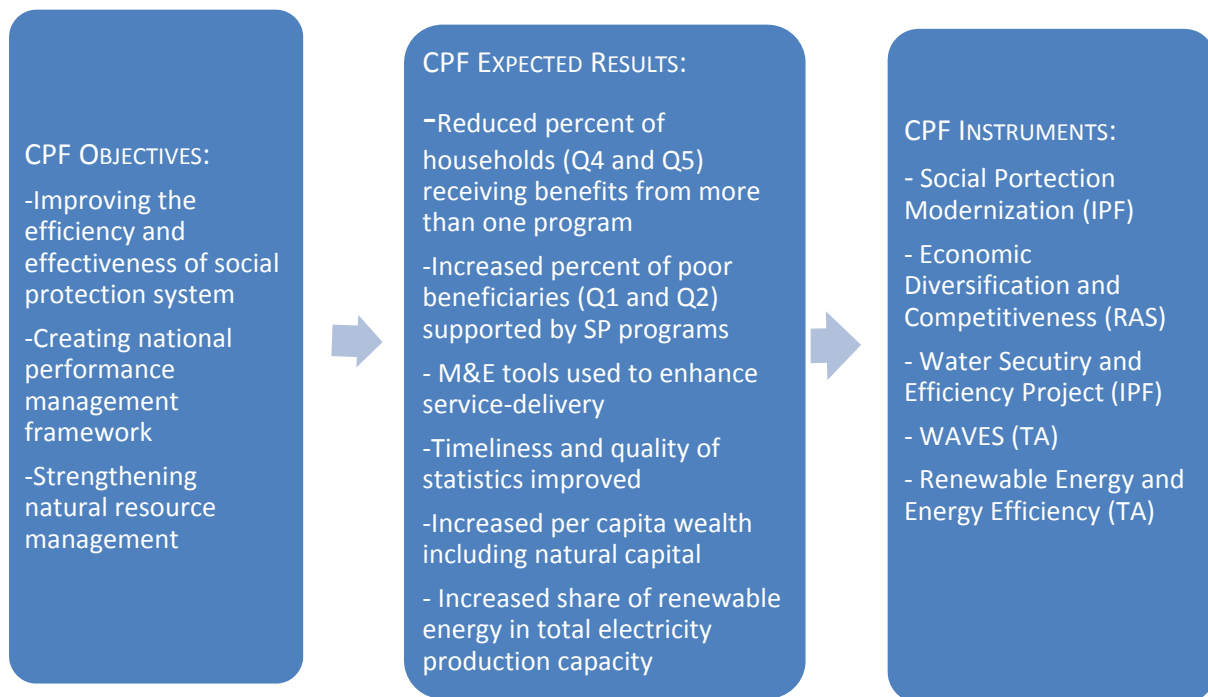 CPF OBJECTIVES:
-Improving the
efficiency and
effectiveness of social
protection system
-Creating national
performance
management
framework
-Strengthening
natural resource
management
CPF EXPECTED RESULTS:
-Reduced percent of
households (Q4 and Q5)
receiving benefits from more
than one program
-Increased percent of poor
beneficiaries (Q1 and Q2)
supported by SP programs
- M&E tools used to enhance
service-delivery
-Timeliness and quality of
statistics improved
-Increased per capita wealth
including natural capital
- Increased share of renewable
energy in total electricity
production capacity
CPF INSTRUMENTS:
- Social Portection
Modernization (IPF)
- Economic
Diversification and
Competitiveness (RAS)
- Water Secutiry and
Efficiency Project (IPF)
- WAVES (TA)
- Renewable Energy and
Energy Efficiency (TA)